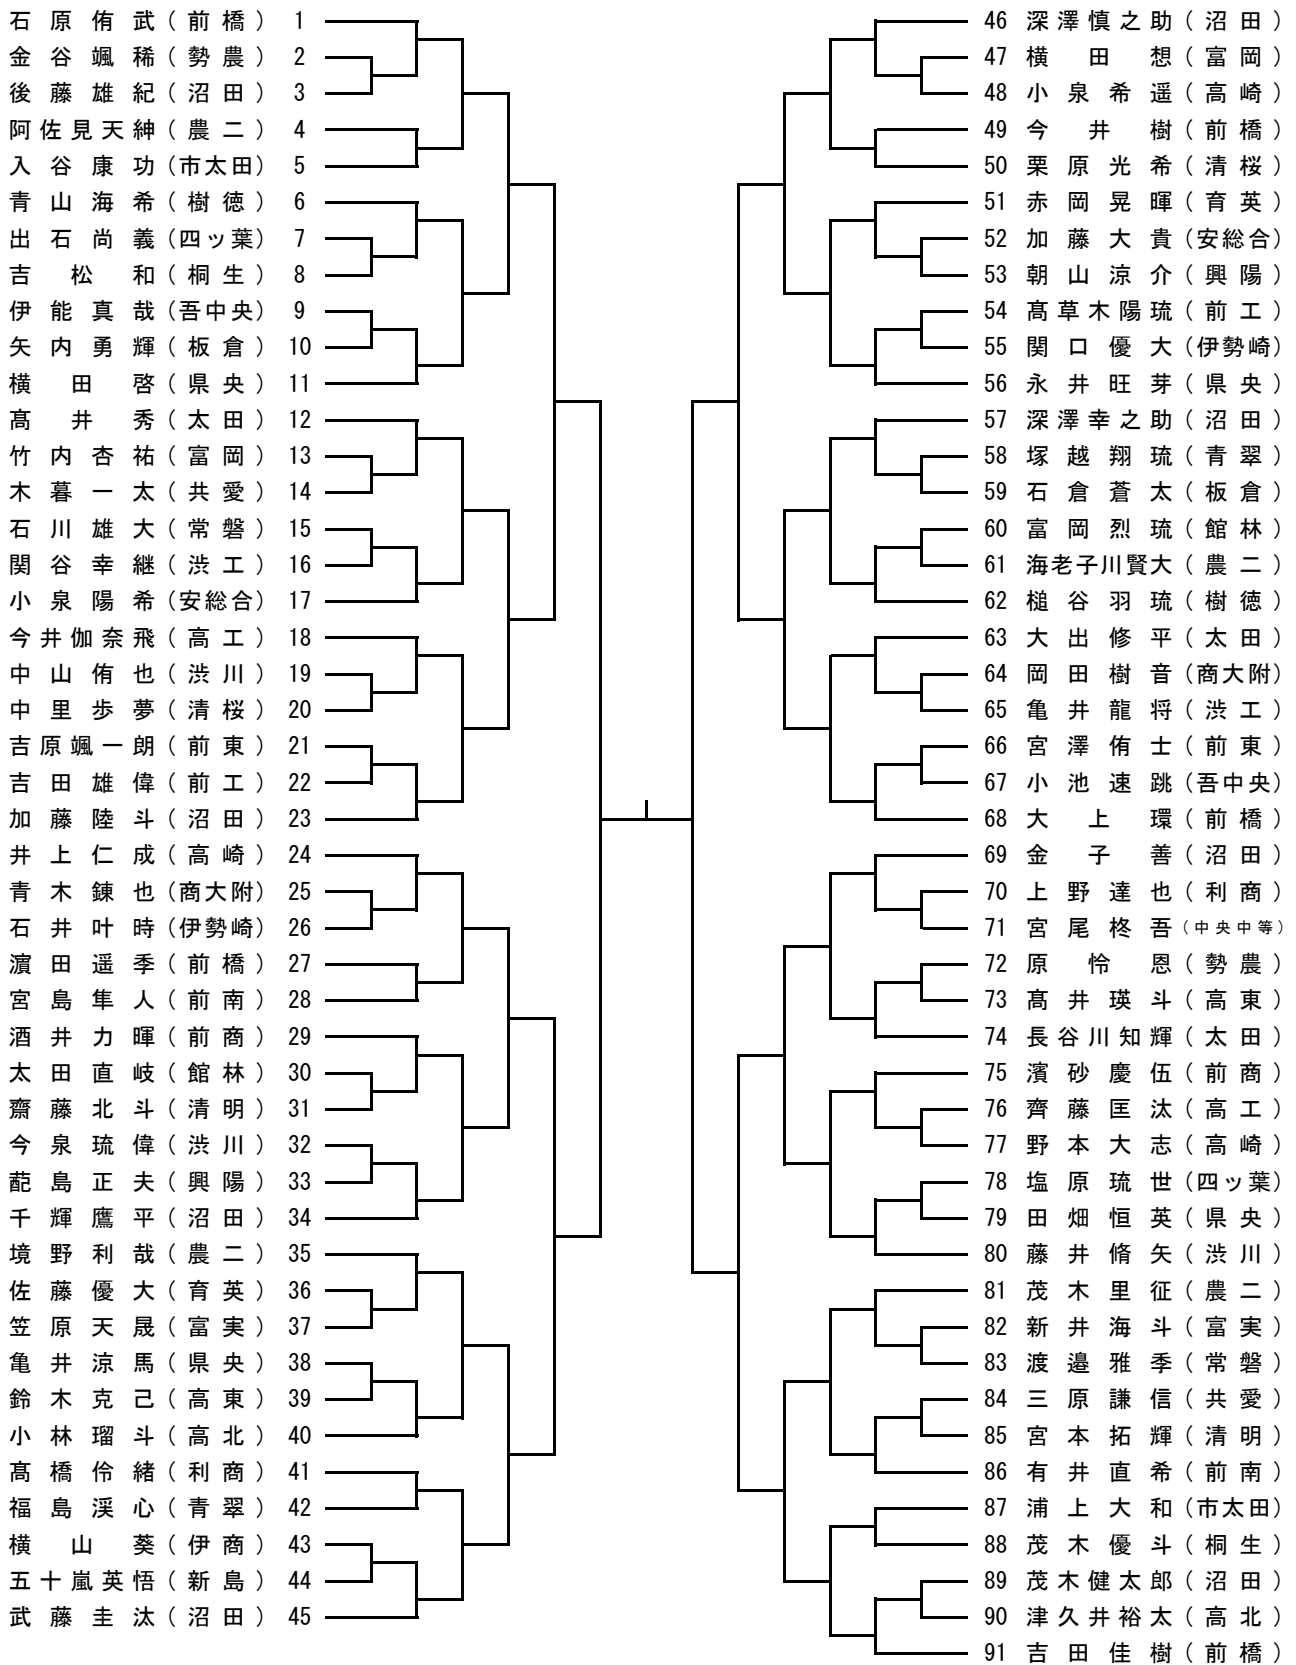 石原侑武(前橋) 1
金谷颯稀(勢農) 2
後藤雄紀(沼田) 3
阿佐見天紳(農二) 4
入谷康功(市太田) 5
青山海希(樹徳) 6
出石尚義(四ッ葉) 7
吉松和(桐生) 8
伊能真哉(吾中央) 9
矢内勇輝(板倉) 10
横田啓(県央) 11
髙井秀(太田) 12
竹内杏祐(富岡) 13
木暮一太(共愛) 14
石川雄大(常磐) 15
関谷幸継(渋工) 16
小泉陽希(安総合) 17
今井伽奈飛(高工) 18
中山侑也(渋川) 19
中里歩夢(清桜) 20
吉原颯一朗(前東) 21
吉田雄偉(前工) 22
加藤陸斗(沼田) 23
井上仁成(高崎) 24
青木錬也(商大附) 25
石井叶時(伊勢崎) 26
濵田遥季(前橋) 27
宮島隼人(前南) 28
酒井力暉(前商) 29
太田直岐(館林) 30
齋藤北斗(清明) 31
今泉琉偉(渋川) 32
蓜島正夫(興陽) 33
千輝鷹平(沼田) 34
境野利哉(農二) 35
佐藤優大(育英) 36
笠原天晟(富実) 37
亀井涼馬(県央) 38
鈴木克己(高東) 39
小林瑠斗(高北) 40
髙橋伶緒(利商) 41
福島渓心(青翠) 42
横山葵(伊商) 43
五十嵐英悟(新島) 44
武藤圭汰(沼田) 45
46 深澤慎之助(沼田)
47 横田想(富岡)
48 小泉希遥(高崎)
49 今井樹(前橋)
50 栗原光希(清桜)
51 赤岡晃暉(育英)
52 加藤大貴(安総合)
53 朝山涼介(興陽)
54 髙草木陽琉(前工)
55 関口優大(伊勢崎)
56 永井旺芽(県央)
57 深澤幸之助(沼田)
58 塚越翔琉(青翠)
59 石倉蒼太(板倉)
60 富岡烈琉(館林)
61 海老子川賢大(農二)
62 槌谷羽琉(樹徳)
63 大出修平(太田)
64 岡田樹音(商大附)
65 亀井龍将(渋工)
66 宮澤侑士(前東)
67 小池速跳(吾中央)
68 大上環(前橋)
69 金子善(沼田)
70 上野達也(利商)
71 宮尾柊吾(中央中等)
72 原怜恩(勢農)
73 髙井瑛斗(高東)
74 長谷川知輝(太田)
75 濱砂慶伍(前商)
76 齊藤匡汰(高工)
77 野本大志(高崎)
78 塩原琉世(四ッ葉)
79 田畑恒英(県央)
80 藤井脩矢(渋川)
81 茂木里征(農二)
82 新井海斗(富実)
83 渡邉雅季(常磐)
84 三原謙信(共愛)
85 宮本拓輝(清明)
86 有井直希(前南)
87 浦上大和(市太田)
88 茂木優斗(桐生)
89 茂木健太郎(沼田)
90 津久井裕太(高北)
91 吉田佳樹(前橋)